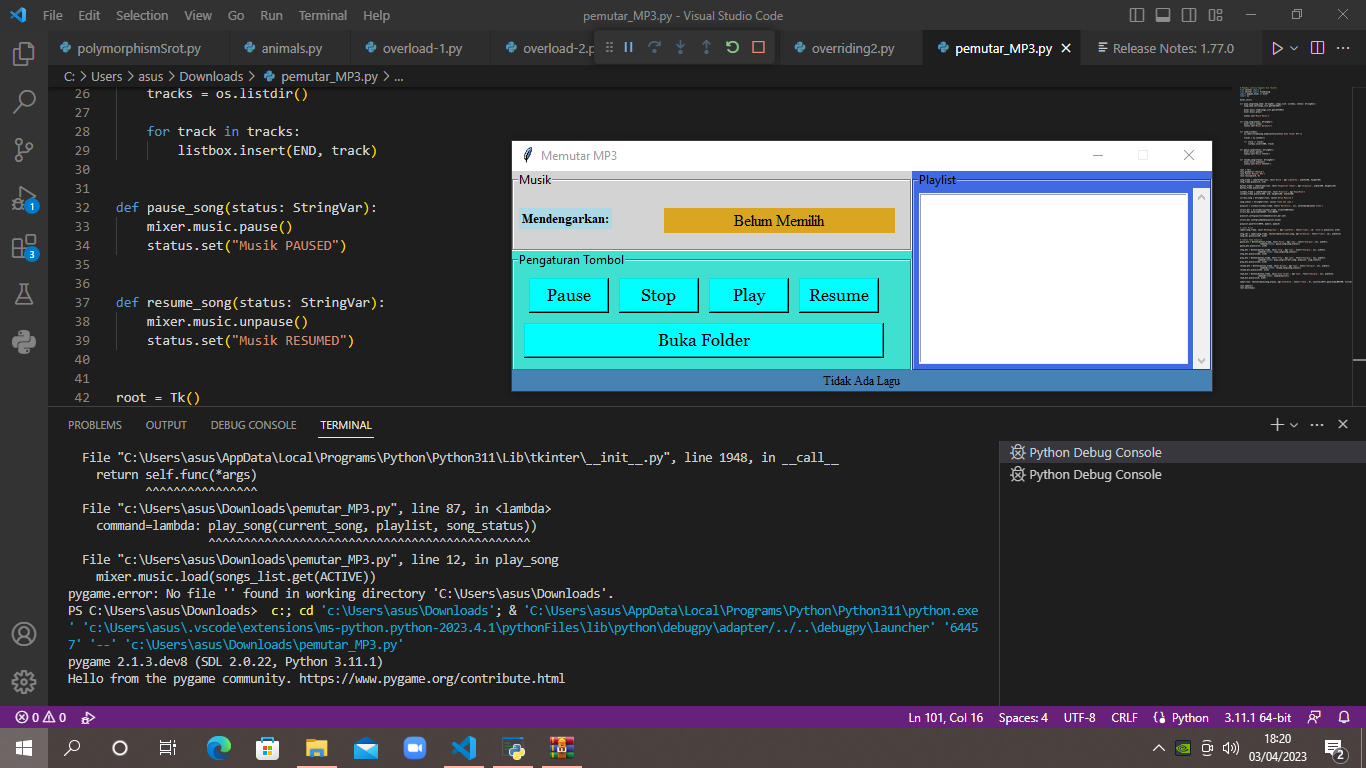 File Edit Selection View Go Run Terminal Help
pemutar_MP3.py - Visual Studio Code
polymorphismSrot.py
animals.py
overload-1.py
overload-2.p
overriding2.py
pemutar_MP3.py
Release Notes: 1.77.0
C: > Users > asus > Downloads > pemutar_MP3.py > ...
26 tracks = os.listdir()
27
28 for track in tracks:
29 listbox.insert(END, track)
30
31
32 def pause_song(status: StringVar):
33 mixer.music.pause()
34 status.set("Musik PAUSED")
35
36
37 def resume_song(status: StringVar):
38 mixer.music.unpause()
39 status.set("Musik RESUMED")
40
41
42 root = Tk()
1
3
Memutar MP3
Musik
Mendengarkan:
Belum Memilih
Pengaturan Tombol
Pause
Stop
Play
Resume
Buka Folder
Playlist
Tidak Ada Lagu
PROBLEMS OUTPUT DEBUG CONSOLE TERMINAL
File "C:\Users\asus\AppData\Local\Programs\Python\Python311\Lib\tkinter\__init__.py", line 1948, in __call__
return self.func(*args)
^^^^^^^^^^^^^^^^
File "c:\Users\asus\Downloads\pemutar_MP3.py", line 87, in <lambda>
command=lambda: play_song(current_song, playlist, song_status))
^^^^^^^^^^^^^^^^^^^^^^^^^^^^^^^^^^^^^^^^^^^^^^
File "c:\Users\asus\Downloads\pemutar_MP3.py", line 12, in play_song
mixer.music.load(songs_list.get(ACTIVE))
pygame.error: No file '' found in working directory 'C:\Users\asus\Downloads'.
PS C:\Users\asus\Downloads>  c:; cd 'c:\Users\asus\Downloads'; & 'C:\Users\asus\AppData\Local\Programs\Python\Python311\python.exe
' 'c:\Users\asus\.vscode\extensions\ms-python.python-2023.4.1\pythonFiles\lib\python\debugpy\adapter/../..\debugpy\launcher' '6445
7' '--' 'c:\Users\asus\Downloads\pemutar_MP3.py'
pygame 2.1.3.dev8 (SDL 2.0.22, Python 3.11.1)
Hello from the pygame community. https://www.pygame.org/contribute.html
Python Debug Console
Python Debug Console
0 0
Ln 101, Col 16 Spaces: 4 UTF-8 CRLF Python 3.11.1 64-bit
18:20
03/04/2023
2